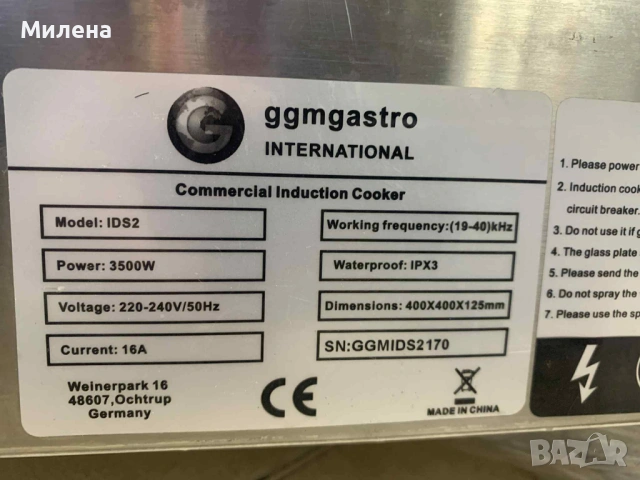 Милена
G
ggmgastro
INTERNATIONAL
Commercial Induction Cooker
Model: IDS2
Working frequency:(19-40)kHz
Power: 3500W
Waterproof: IPX3
Voltage: 220-240V/50Hz
Dimensions: 400X400X125mm
Current: 16A
SN:GGMIDS2170
Weinerpark 16
48607,Ochtrup
Germany
CE
MADE IN CHINA
1. Please power
2. Induction cook
circuit breaker.
3. Do not use it if
4. The glass plate
5. Please send the
6. Do not spray the
7. Please use the sp
BAZAR